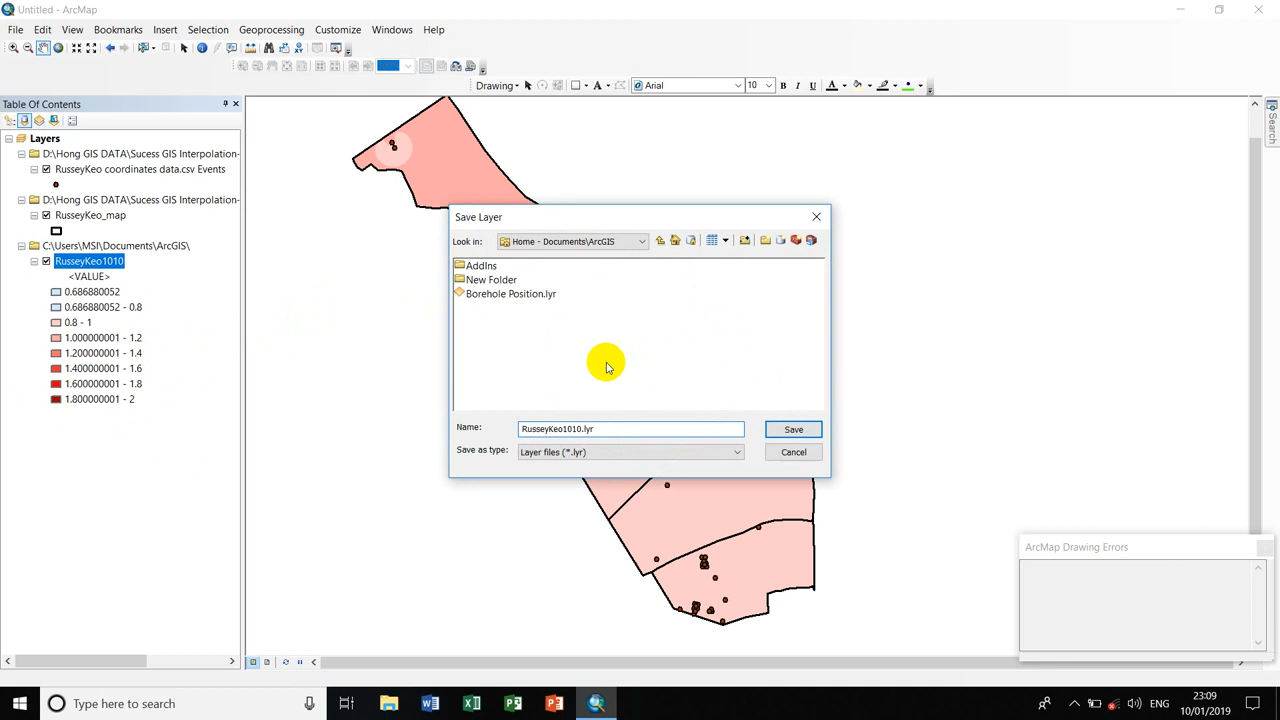 Untitled - ArcMap
File Edit View Bookmarks Insert Selection Geoprocessing Customize Windows Help
100%
Drawing Arial 10 B I U A
Table Of Contents
Layers
D:\Hong GIS DATA\Sucess GIS Interpolation-
RusseyKeo coordinates data.csv Events
D:\Hong GIS DATA\Sucess GIS Interpolation-
RusseyKeo_map
C:\Users\MSI\Documents\ArcGIS\
RusseyKeo1010
<VALUE>
0.686880052
0.686880052 - 0.8
0.8 - 1
1.000000001 - 1.2
1.200000001 - 1.4
1.400000001 - 1.6
1.600000001 - 1.8
1.800000001 - 2
Save Layer
Look in: Home - Documents\ArcGIS
AddIns
New Folder
Borehole Position.lyr
Name: RusseyKeo1010.lyr Save
Save as type: Layer files (*.lyr) Cancel
Search
ArcMap Drawing Errors
Type here to search
ENG
23:09
10/01/2019